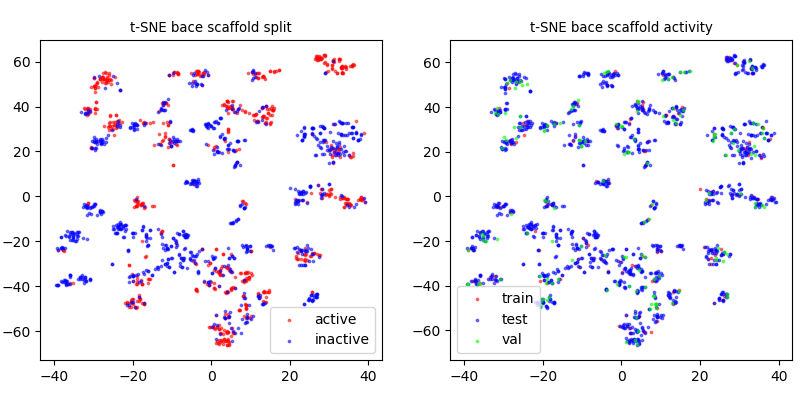 t-SNE bace scaffold split
60
40
20
0
−20
−40
−60
−40 −20 0 20 40
active
inactive
t-SNE bace scaffold activity
60
40
20
0
−20
−40
−60
−40 −20 0 20 40
train
test
val